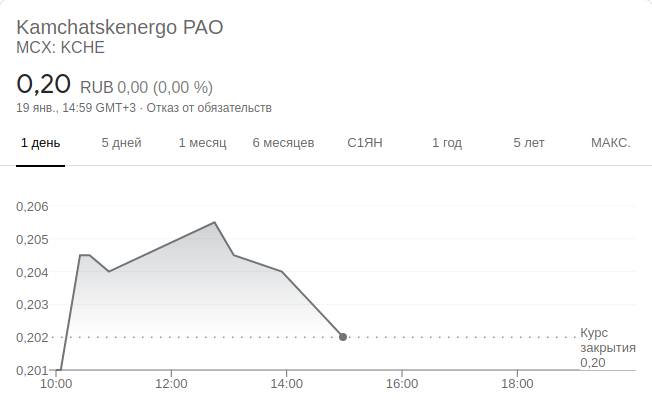 Kamchatskenergo PAO
MCX: KCHE
0,20 RUB 0,00 (0,00 %)
19 янв., 14:59 GMT+3 · Отказ от обязательств
1 день 5 дней 1 месяц 6 месяцев С1ЯН 1 год 5 лет МАКС.
0,206
0,205
0,204
0,203
0,202
Курс
закрытия
0,20
0,201
10:00 12:00 14:00 16:00 18:00